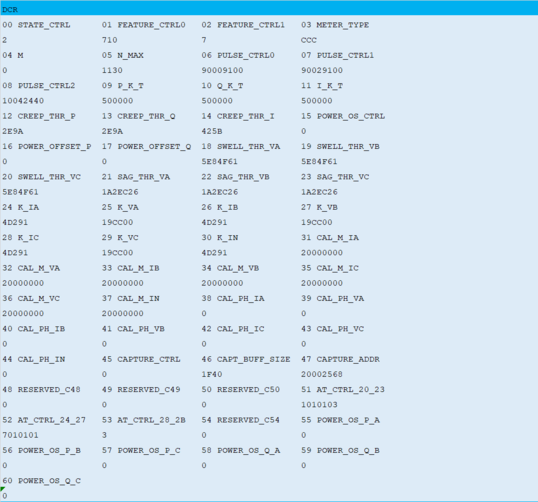 DCR
00 STATE_CTRL 01 FEATURE_CTRL0 02 FEATURE_CTRL1 03 METER_TYPE
2 710 7 CCC
04 M 05 N_MAX 06 PULSE_CTRL0 07 PULSE_CTRL1
0 1130 90009100 90029100
08 PULSE_CTRL2 09 P_K_T 10 Q_K_T 11 I_K_T
10042440 500000 500000 500000
12 CREEP_THR_P 13 CREEP_THR_Q 14 CREEP_THR_I 15 POWER_OS_CTRL
2E9A 2E9A 425B 0
16 POWER_OFFSET_P 17 POWER_OFFSET_Q 18 SWELL_THR_VA 19 SWELL_THR_VB
0 0 5E84F61 5E84F61
20 SWELL_THR_VC 21 SAG_THR_VA 22 SAG_THR_VB 23 SAG_THR_VC
5E84F61 1A2EC26 1A2EC26 1A2EC26
24 K_IA 25 K_VA 26 K_IB 27 K_VB
4D291 19CC00 4D291 19CC00
28 K_IC 29 K_VC 30 K_IN 31 CAL_M_IA
4D291 19CC00 4D291 20000000
32 CAL_M_VA 33 CAL_M_IB 34 CAL_M_VB 35 CAL_M_IC
20000000 20000000 20000000 20000000
36 CAL_M_VC 37 CAL_M_IN 38 CAL_PH_IA 39 CAL_PH_VA
20000000 20000000 0 0
40 CAL_PH_IB 41 CAL_PH_VB 42 CAL_PH_IC 43 CAL_PH_VC
0 0 0 0
44 CAL_PH_IN 45 CAPTURE_CTRL 46 CAPT_BUFF_SIZE 47 CAPTURE_ADDR
0 0 1F40 20002568
48 RESERVED_C48 49 RESERVED_C49 50 RESERVED_C50 51 AT_CTRL_20_23
0 0 0 1010103
52 AT_CTRL_24_27 53 AT_CTRL_28_2B 54 RESERVED_C54 55 POWER_OS_P_A
7010101 3 0 0
56 POWER_OS_P_B 57 POWER_OS_P_C 58 POWER_OS_Q_A 59 POWER_OS_Q_B
0 0 0 0
60 POWER_OS_Q_C
0